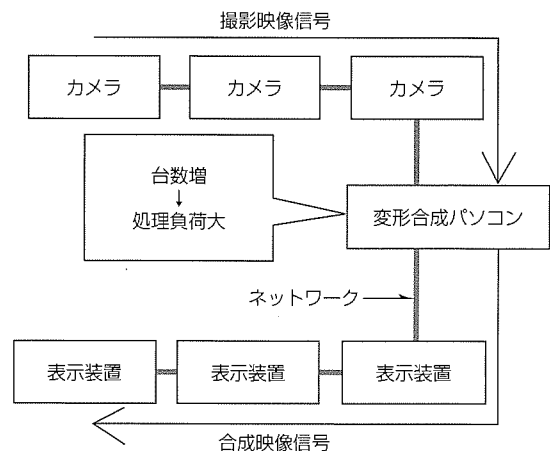 撮影映像信号
カメラ
カメラ
カメラ
台数増
↓
処理負荷大
変形合成パソコン
ネットワーク
表示装置
表示装置
表示装置
合成映像信号